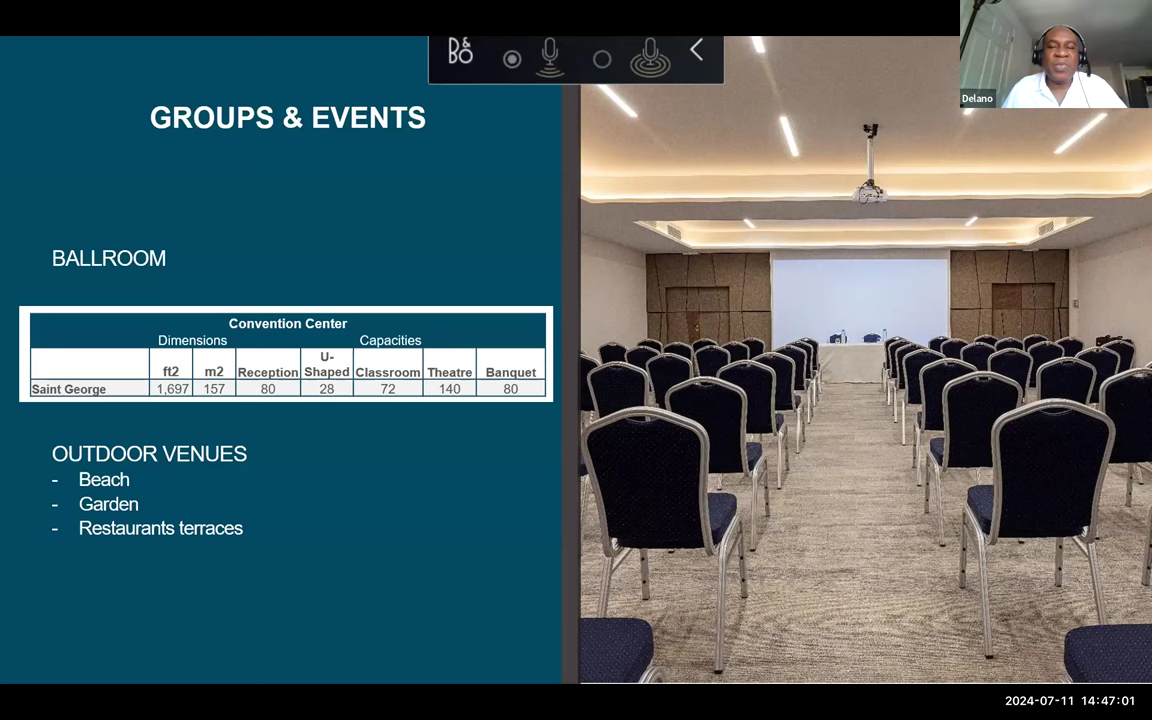 B&O
Delano
GROUPS & EVENTS
BALLROOM
Convention Center
Dimensions Capacities
ft2 m2 Reception U-Shaped Classroom Theatre Banquet
Saint George 1,697 157 80 28 72 140 80
OUTDOOR VENUES
- Beach
- Garden
- Restaurants terraces
2024-07-11 14:47:01